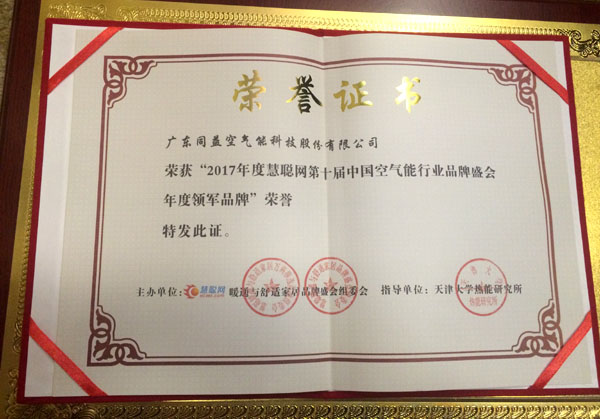 荣誉证书
广东同益空气能科技股份有限公司
荣获“2017年度慧聪网第十届中国空气能行业品牌盛会
年度领军品牌”荣誉
特发此证。
主办单位：慧聪网 暖通与舒适家居品牌盛会组委会 指导单位：天津大学热能研究所